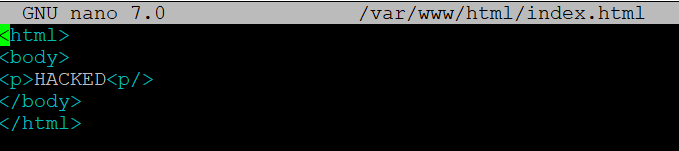 GNU nano 7.0 /var/www/html/index.html
<html>
<body>
<p>HACKED<p/>
</body>
</html>